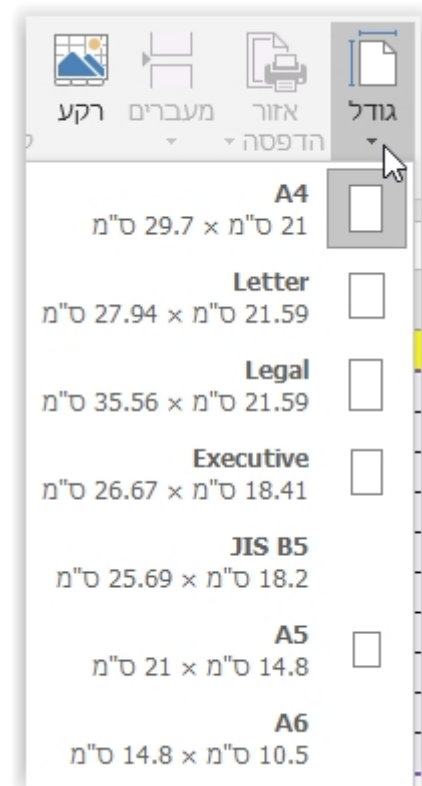 גודל
אזור
הדפסה
מעברים
רקע
A4
21 ס"מ × 29.7 ס"מ
Letter
21.59 ס"מ × 27.94 ס"מ
Legal
21.59 ס"מ × 35.56 ס"מ
Executive
18.41 ס"מ × 26.67 ס"מ
JIS B5
18.2 ס"מ × 25.69 ס"מ
A5
14.8 ס"מ × 21 ס"מ
A6
10.5 ס"מ × 14.8 ס"מ